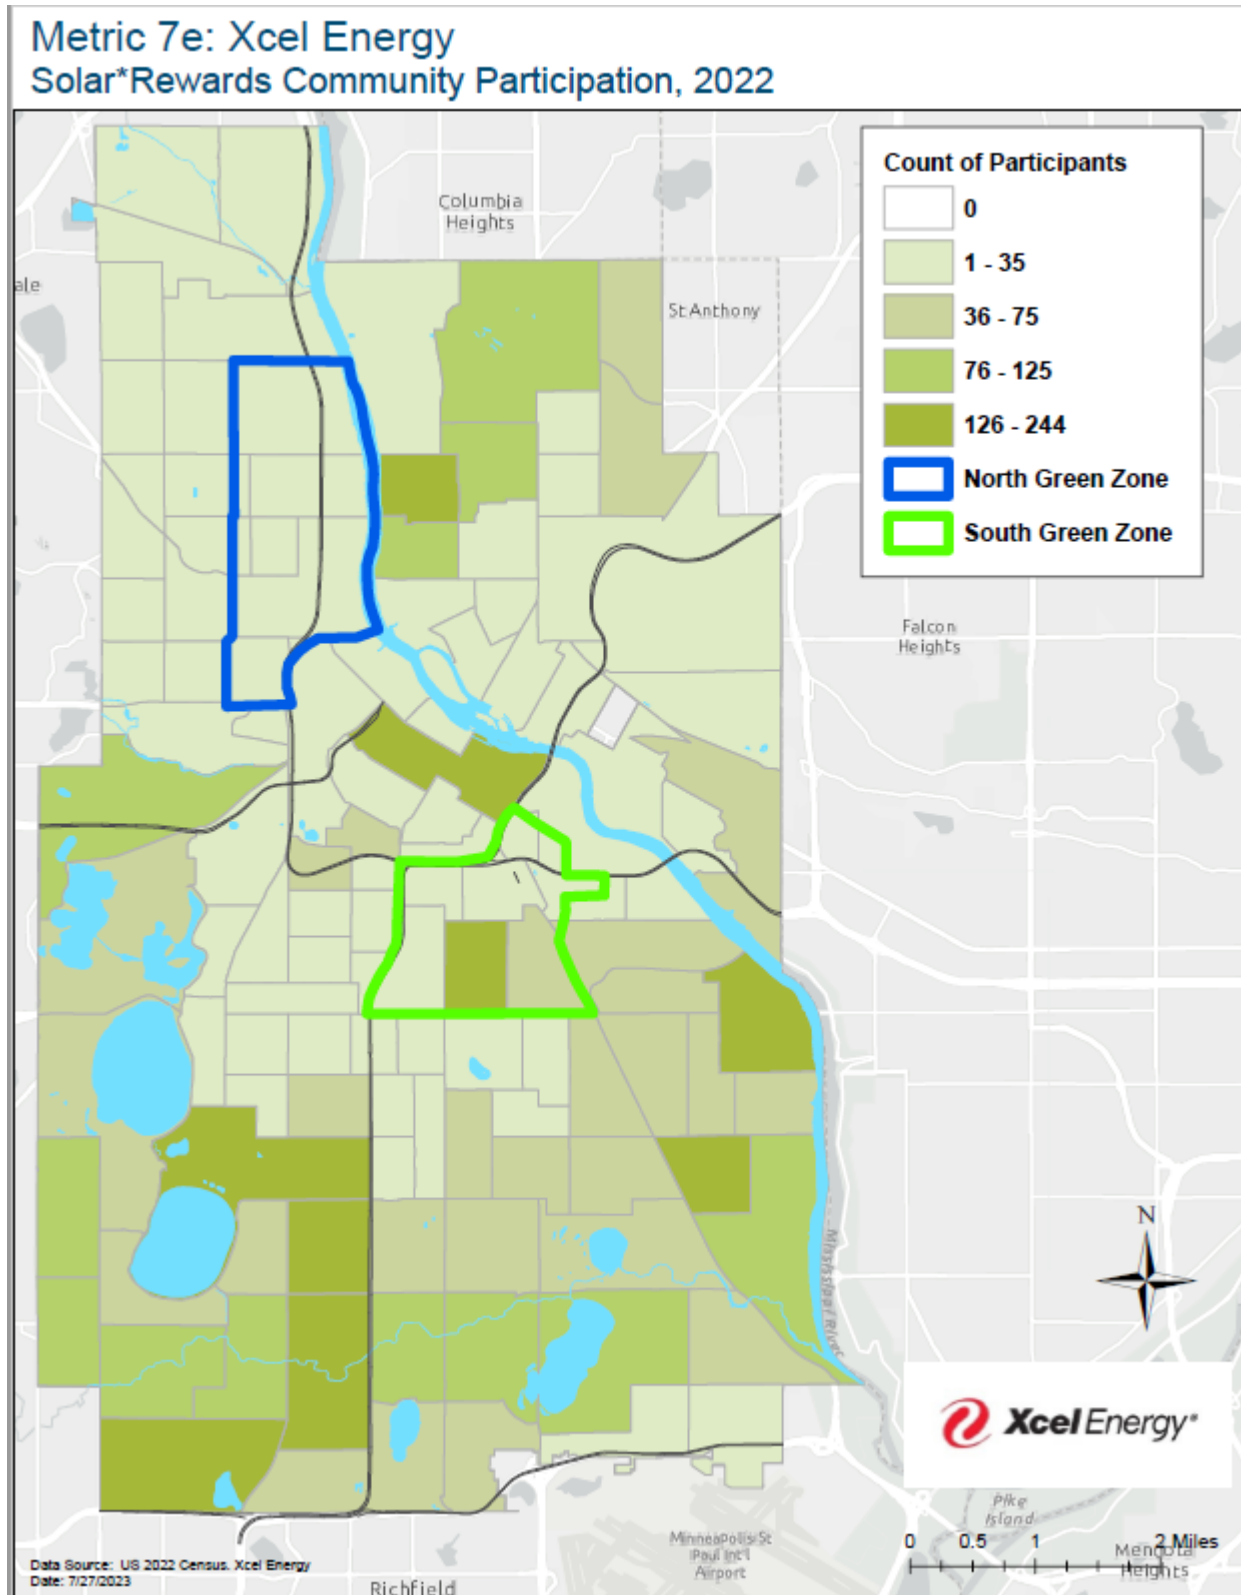 Metric 7e: Xcel Energy
Solar*Rewards Community Participation, 2022
Count of Participants
0
1 - 35
36 - 75
76 - 125
126 - 244
North Green Zone
South Green Zone
Columbia
Heights
ale
St Anthony
Falcon
Heights
Mississippi River
N
Xcel Energy®
Pike
Island
0 0.5 1 2 Miles
Mendota
Heights
Minneapolis St
Paul Int'l
Airport
Richfield
Data Source: US 2022 Census. Xcel Energy
Date: 7/27/2023